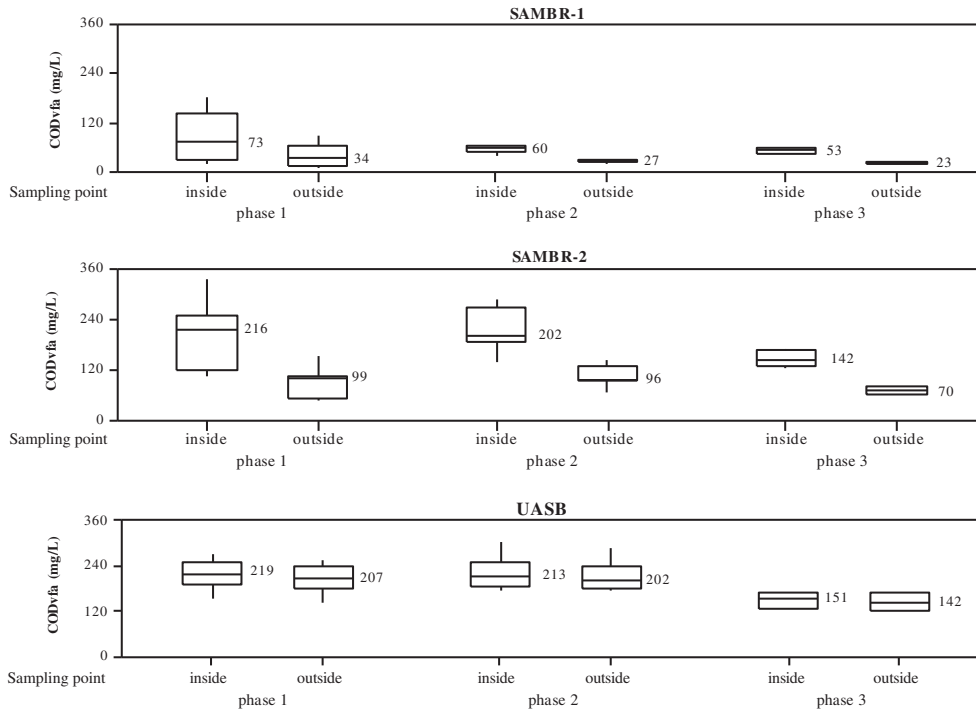 SAMBR-1
CODvfa (mg/L)
360
240
120
0
73
34
60
27
53
23
Sampling point inside outside inside outside inside outside
phase 1 phase 2 phase 3
SAMBR-2
CODvfa (mg/L)
360
240
120
0
216
99
202
96
142
70
Sampling point inside outside inside outside inside outside
phase 1 phase 2 phase 3
UASB
CODvfa (mg/L)
360
240
120
0
219
207
213
202
151
142
Sampling point inside outside inside outside inside outside
phase 1 phase 2 phase 3